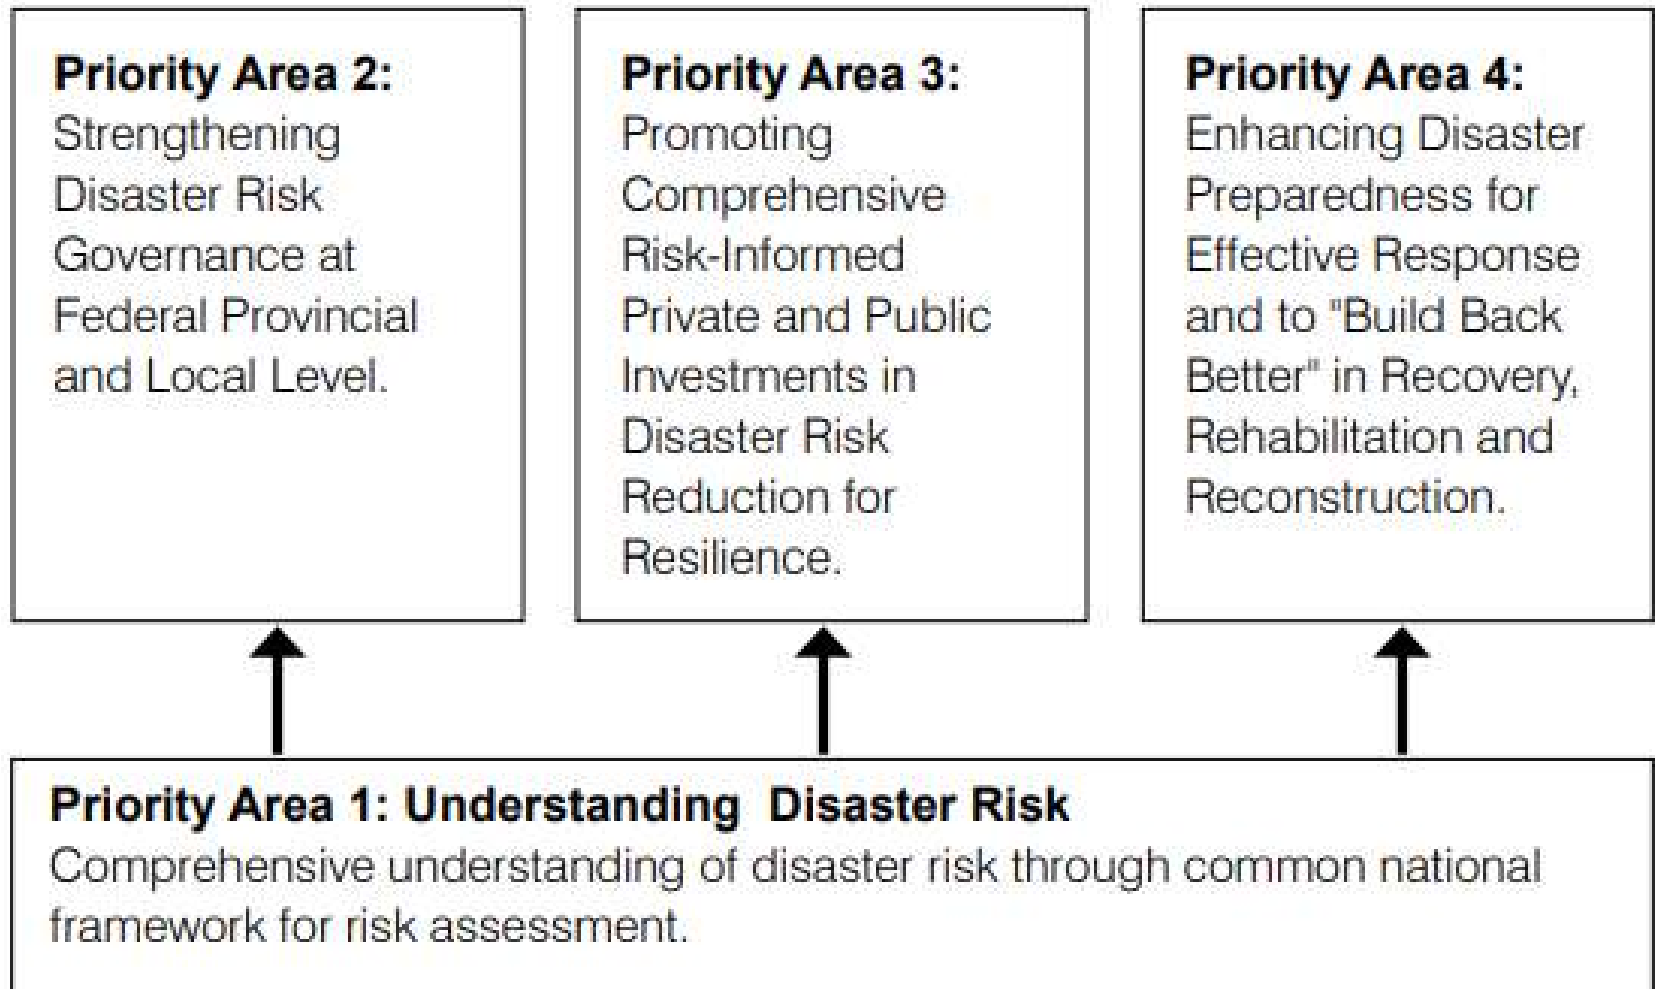 Priority Area 2:
Strengthening
Disaster Risk
Governance at
Federal Provincial
and Local Level.
Priority Area 3:
Promoting
Comprehensive
Risk-Informed
Private and Public
Investments in
Disaster Risk
Reduction for
Resilience.
Priority Area 4:
Enhancing Disaster
Preparedness for
Effective Response
and to "Build Back
Better" in Recovery,
Rehabilitation and
Reconstruction.
Priority Area 1: Understanding  Disaster Risk
Comprehensive understanding of disaster risk through common national
framework for risk assessment.